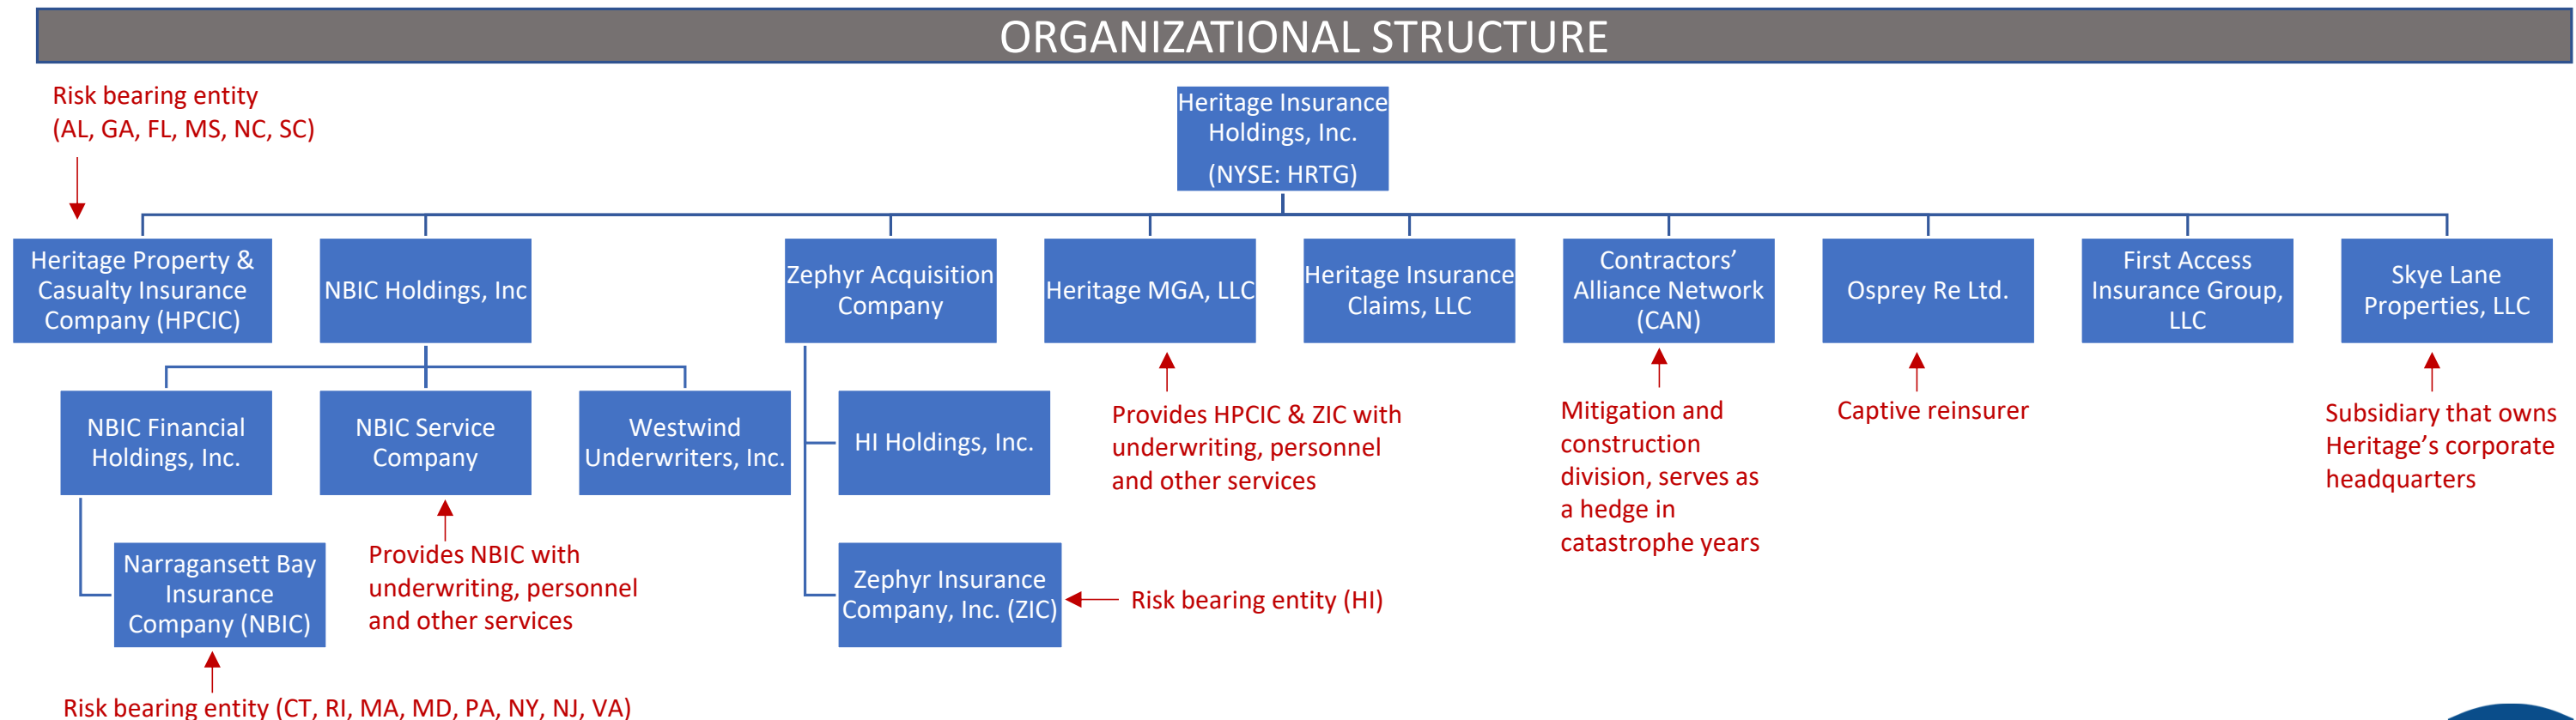 ORGANIZATIONAL STRUCTURE
Risk bearing entity
(AL, GA, FL, MS, NC, SC)
Heritage Insurance
Holdings, Inc.
(NYSE: HRTG)
Heritage Property &
Casualty Insurance
Company (HPCIC)
NBIC Holdings, Inc
Zephyr Acquisition
Company
Heritage MGA, LLC
Heritage Insurance
Claims, LLC
Contractors’
Alliance Network
(CAN)
Osprey Re Ltd.
First Access
Insurance Group,
LLC
Skye Lane
Properties, LLC
NBIC Financial
Holdings, Inc.
NBIC Service
Company
Westwind
Underwriters, Inc.
HI Holdings, Inc.
Provides HPCIC & ZIC with
underwriting, personnel
and other services
Mitigation and
construction
division, serves as
a hedge in
catastrophe years
Captive reinsurer
Subsidiary that owns
Heritage’s corporate
headquarters
Narragansett Bay
Insurance
Company (NBIC)
Provides NBIC with
underwriting, personnel
and other services
Zephyr Insurance
Company, Inc. (ZIC)
Risk bearing entity (HI)
Risk bearing entity (CT, RI, MA, MD, PA, NY, NJ, VA)